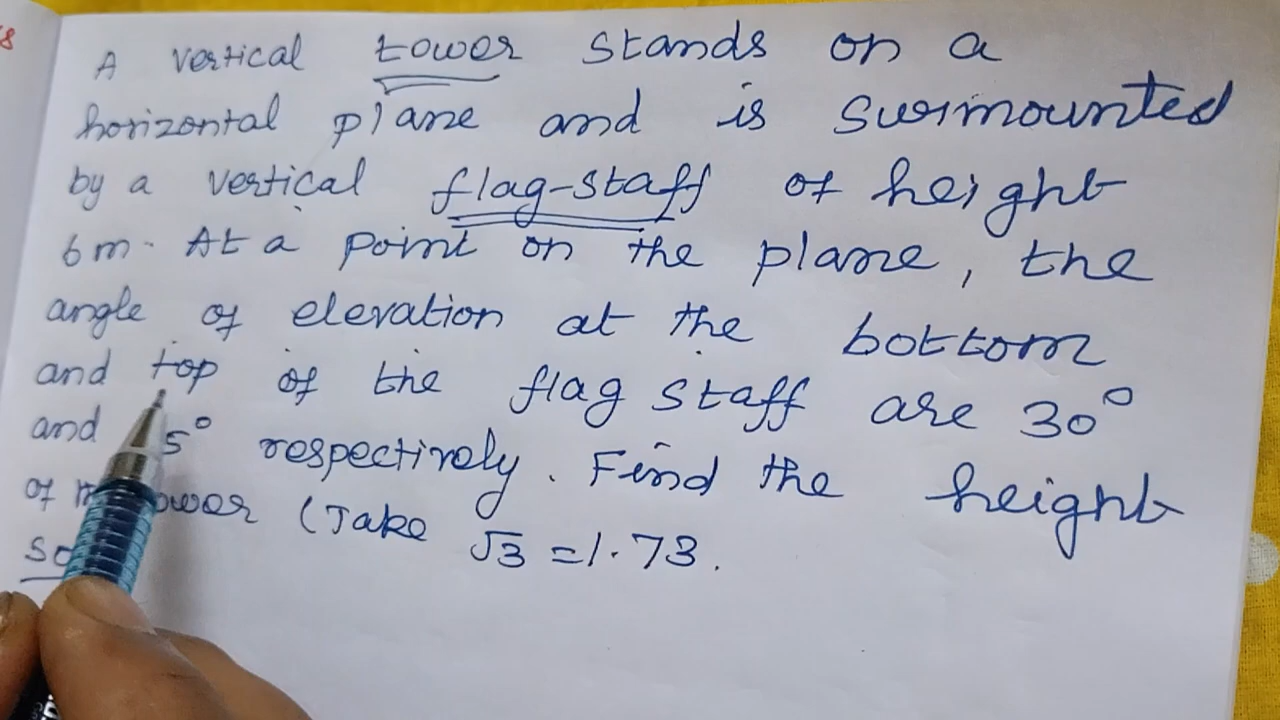 8
A vertical tower stands on a
horizontal plane and is surmounted
by a vertical flag-staff of height
6m. At a point on the plane, the
angle of elevation at the bottom
and top of the flag staff are 30°
and 5° respectively. Find the height
of ower (Take √3 = 1.73.
so